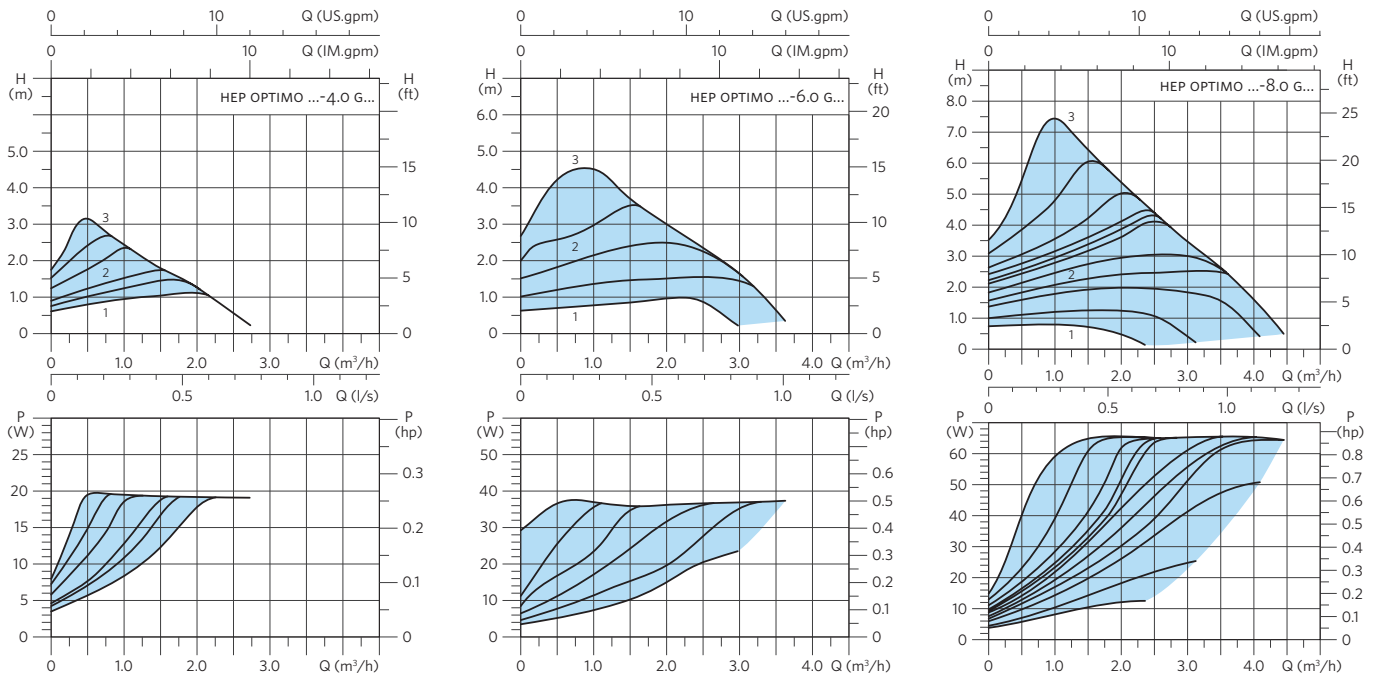 0 10 Q (US.gpm)
0 10 Q (IM.gpm)
H (m) H (ft)
HEP OPTIMO ...-4.0 G...
5.0 15
4.0
3.0 3 10
2.0 2 5
1.0 1
0 0
0 1.0 2.0 3.0 Q (m³/h)
0 0.5 1.0 Q (l/s)
P (W) P (hp)
25
20 0.3
15 0.2
10 0.1
5
0 0
0 1.0 2.0 3.0 Q (m³/h)
0 10 Q (US.gpm)
0 10 Q (IM.gpm)
H (m) H (ft)
HEP OPTIMO ...-6.0 G...
6.0 20
5.0 15
4.0 3
3.0 10
2.0 2 5
1.0 1
0 0
0 1.0 2.0 3.0 4.0 Q (m³/h)
0 0.5 1.0 Q (l/s)
P (W) P (hp)
50 0.6
40 0.5
30 0.4
20 0.3
10 0.2
0.1
0 0
0 1.0 2.0 3.0 4.0 Q (m³/h)
0 10 Q (US.gpm)
0 10 Q (IM.gpm)
H (m) H (ft)
HEP OPTIMO ...-8.0 G...
8.0 25
7.0 3
6.0 20
5.0 15
4.0
3.0 10
2.0 2 5
1.0 1
0 0
0 1.0 2.0 3.0 4.0 Q (m³/h)
0 0.5 1.0 Q (l/s)
P (W) P (hp)
60 0.8
50 0.7
40 0.6
30 0.5
20 0.4
10 0.3
0.2
0.1
0 0
0 1.0 2.0 3.0 4.0 Q (m³/h)